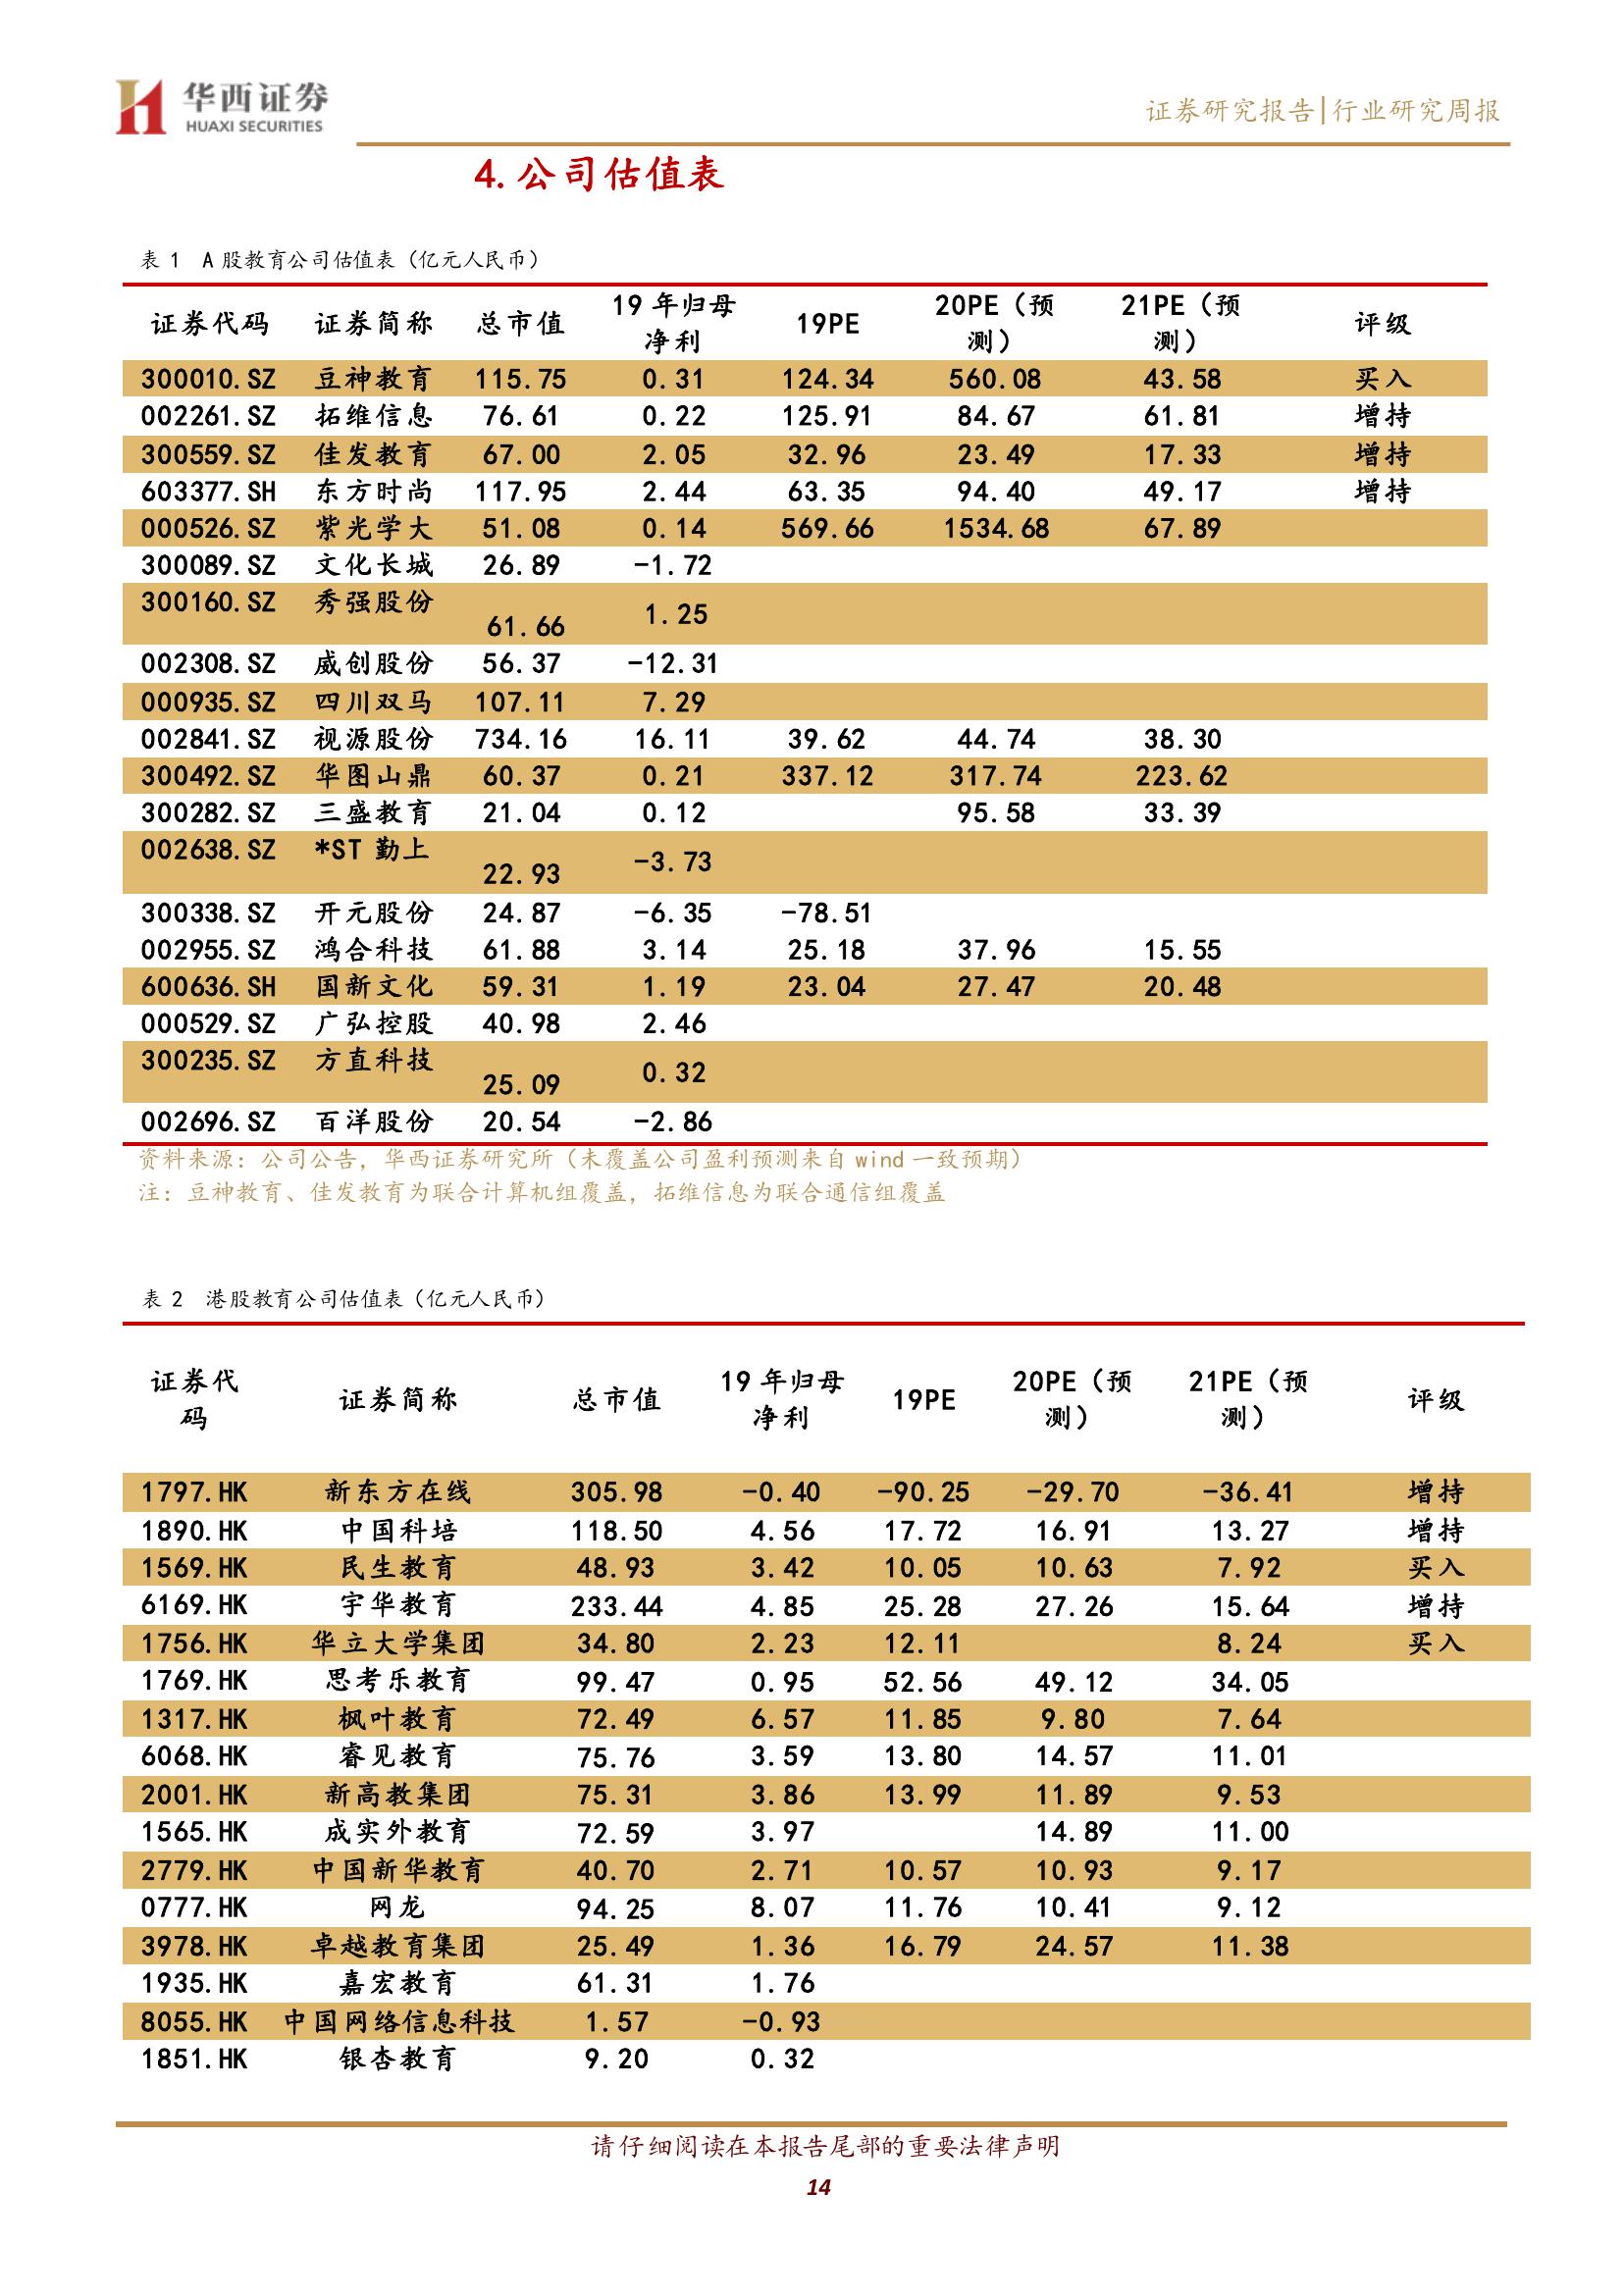 华西证券
HUAXI SECURITIES
证券研究报告|行业研究周报
4. 公司估值表
表 1 A 股教育公司估值表（亿元人民币）
证券代码 证券简称 总市值 19 年归母净利 19PE 20PE（预测） 21PE（预测） 评级
300010.SZ 豆神教育 115.75 0.31 124.34 560.08 43.58 买入
002261.SZ 拓维信息 76.61 0.22 125.91 84.67 61.81 增持
300559.SZ 佳发教育 67.00 2.05 32.96 23.49 17.33 增持
603377.SH 东方时尚 117.95 2.44 63.35 94.40 49.17 增持
000526.SZ 紫光学大 51.08 0.14 569.66 1534.68 67.89
300089.SZ 文化长城 26.89 -1.72
300160.SZ 秀强股份 61.66 1.25
002308.SZ 威创股份 56.37 -12.31
000935.SZ 四川双马 107.11 7.29
002841.SZ 视源股份 734.16 16.11 39.62 44.74 38.30
300492.SZ 华图山鼎 60.37 0.21 337.12 317.74 223.62
300282.SZ 三盛教育 21.04 0.12 95.58 33.39
002638.SZ *ST 勤上 22.93 -3.73
300338.SZ 开元股份 24.87 -6.35 -78.51
002955.SZ 鸿合科技 61.88 3.14 25.18 37.96 15.55
600636.SH 国新文化 59.31 1.19 23.04 27.47 20.48
000529.SZ 广弘控股 40.98 2.46
300235.SZ 方直科技 25.09 0.32
002696.SZ 百洋股份 20.54 -2.86
资料来源：公司公告，华西证券研究所（未覆盖公司盈利预测来自 wind 一致预期）
注：豆神教育、佳发教育为联合计算机组覆盖，拓维信息为联合通信组覆盖
表 2 港股教育公司估值表（亿元人民币）
证券代码 证券简称 总市值 19 年归母净利 19PE 20PE（预测） 21PE（预测） 评级
1797.HK 新东方在线 305.98 -0.40 -90.25 -29.70 -36.41 增持
1890.HK 中国科培 118.50 4.56 17.72 16.91 13.27 增持
1569.HK 民生教育 48.93 3.42 10.05 10.63 7.92 买入
6169.HK 宇华教育 233.44 4.85 25.28 27.26 15.64 增持
1756.HK 华立大学集团 34.80 2.23 12.11 8.24 买入
1769.HK 思考乐教育 99.47 0.95 52.56 49.12 34.05
1317.HK 枫叶教育 72.49 6.57 11.85 9.80 7.64
6068.HK 睿见教育 75.76 3.59 13.80 14.57 11.01
2001.HK 新高教集团 75.31 3.86 13.99 11.89 9.53
1565.HK 成实外教育 72.59 3.97 14.89 11.00
2779.HK 中国新华教育 40.70 2.71 10.57 10.93 9.17
0777.HK 网龙 94.25 8.07 11.76 10.41 9.12
3978.HK 卓越教育集团 25.49 1.36 16.79 24.57 11.38
1935.HK 嘉宏教育 61.31 1.76
8055.HK 中国网络信息科技 1.57 -0.93
1851.HK 银杏教育 9.20 0.32
请仔细阅读在本报告尾部的重要法律声明
14